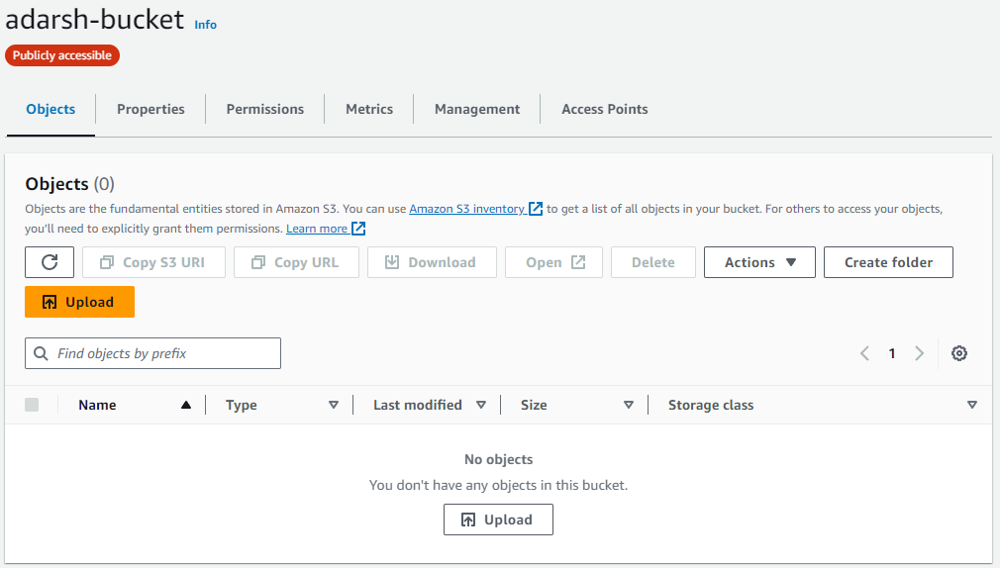 adarsh-bucket Info
Publicly accessible
Objects Properties Permissions Metrics Management Access Points
Objects (0)
Objects are the fundamental entities stored in Amazon S3. You can use Amazon S3 inventory to get a list of all objects in your bucket. For others to access your objects,
you'll need to explicitly grant them permissions. Learn more
Copy S3 URI Copy URL Download Open Delete Actions Create folder
Upload
Find objects by prefix 1
Name Type Last modified Size Storage class
No objects
You don't have any objects in this bucket.
Upload